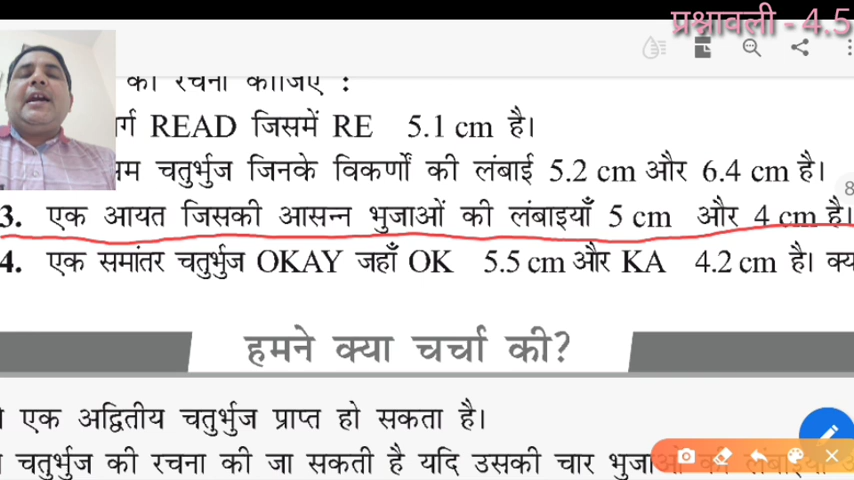 प्रश्नावली - 4.5
की रचना कीजिए :
READ जिसमें RE 5.1 cm है।
चतुर्भुज जिनके विकर्णों की लंबाई 5.2 cm और 6.4 cm है।
8
3. एक आयत जिसकी आसन्न भुजाओं की लंबाइयाँ 5 cm और 4 cm है।
4. एक समांतर चतुर्भुज OKAY जहाँ OK 5.5 cm और KA 4.2 cm है। क्य
हमने क्या चर्चा की?
एक अद्वितीय चतुर्भुज प्राप्त हो सकता है।
चतुर्भुज की रचना की जा सकती है यदि उसकी चार भुजाओं की लंबाइयाँ